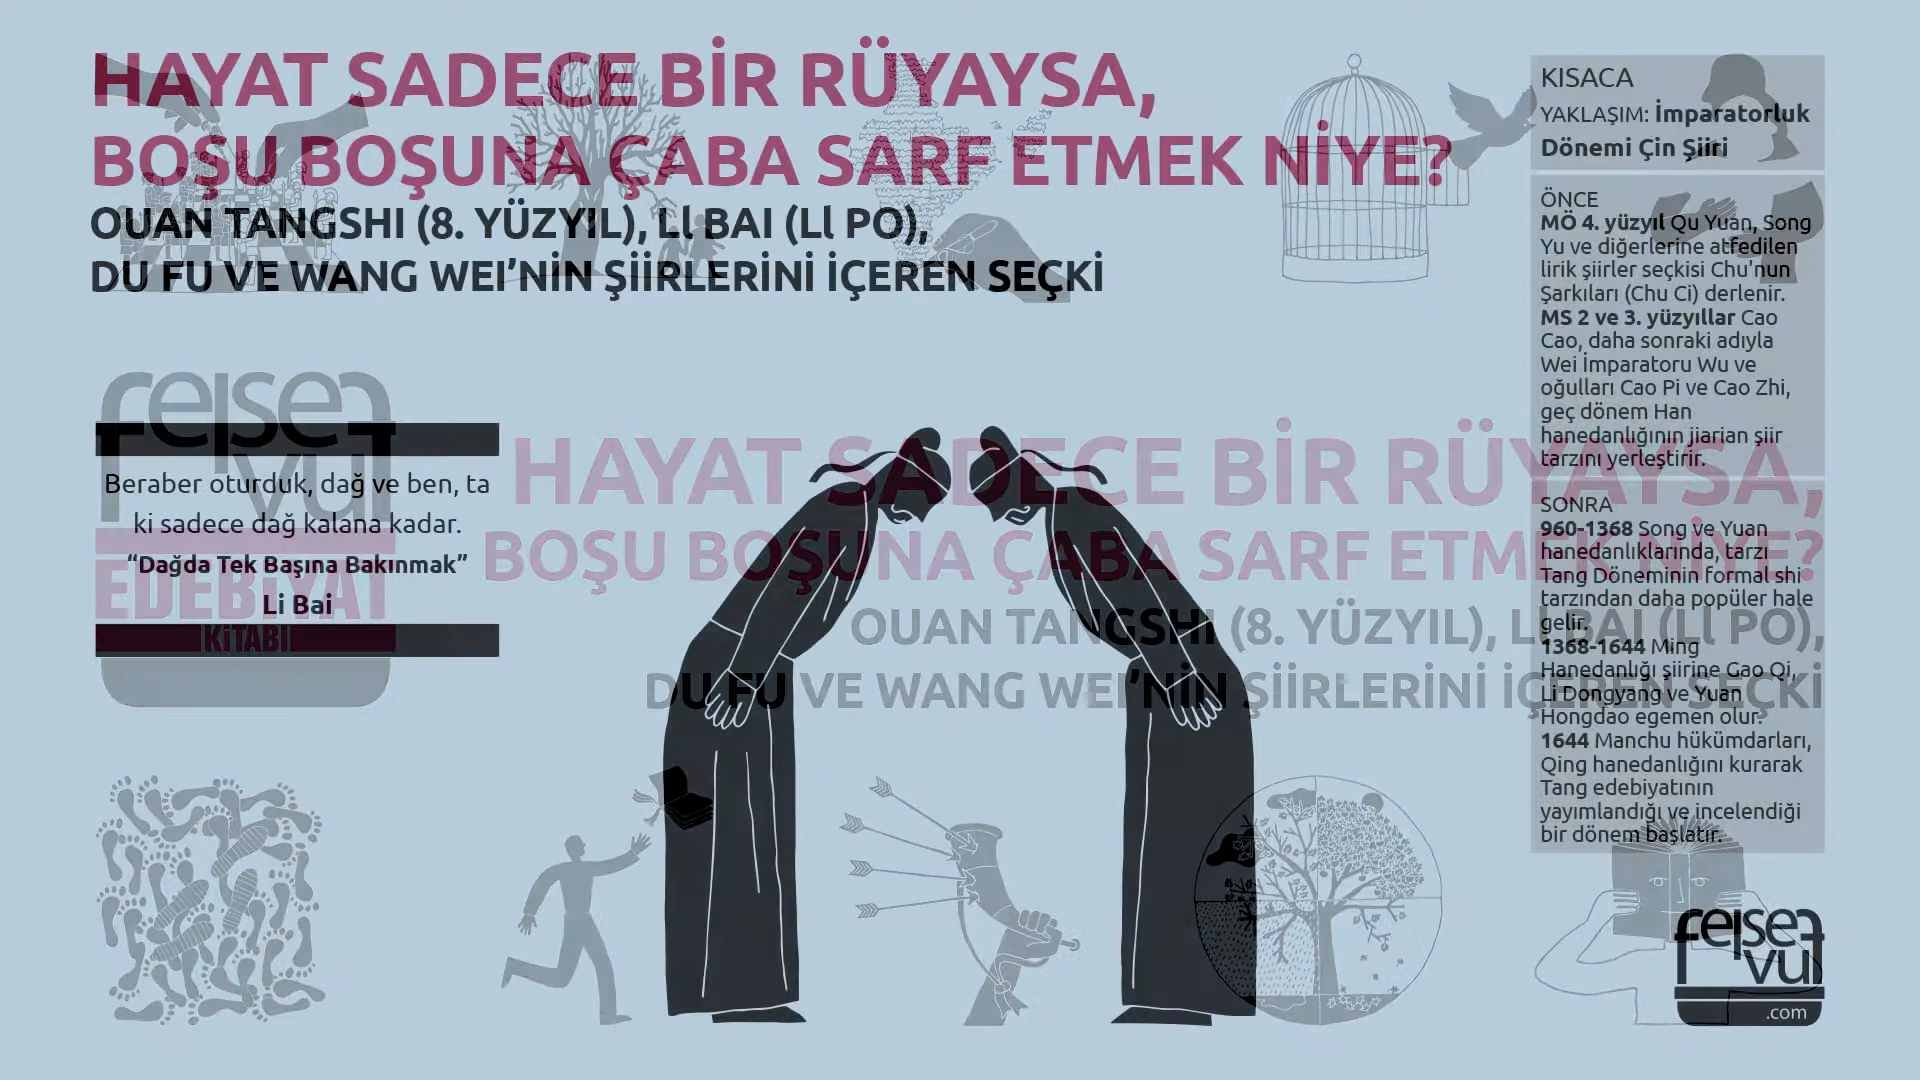 HAYAT SADECE BİR RÜYAYSA,
BOŞU BOŞUNA ÇABA SARF ETMEK NİYE?
OUAN TANGSHI (8. YÜZYIL), Ll BAI (Ll PO),
DU FU VE WANG WEI’NİN ŞİİRLERİNİ İÇEREN SEÇKİ
KISACA
YAKLAŞIM: İmparatorluk
Dönemi Çin Şiiri
ÖNCE
MÖ 4. yüzyıl Qu Yuan, Song
Yu ve diğerlerine atfedilen
lirik şiirler seçkisi Chu'nun
Şarkıları (Chu Ci) derlenir.
MS 2 ve 3. yüzyıllar Cao
Cao, daha sonraki adıyla
Wei İmparatoru Wu ve
oğulları Cao Pi ve Cao Zhi,
geç dönem Han
hanedanlığının jiarian şiir
tarzını yerleştirir.
SONRA
960-1368 Song ve Yuan
hanedanlıklarında, tarzı
Tang Döneminin formal shi
tarzından daha popüler hale
gelir.
1368-1644 Ming
Hanedanlığı şiirine Gao Qi,
Li Dongyang ve Yuan
Hongdao egemen olur.
1644 Manchu hükümdarları,
Qing hanedanlığını kurarak
Tang edebiyatının
yayımlandığı ve incelendiği
bir dönem başlatır.
felsefe
vul
EDEBİYAT
KİTABI
Beraber oturduk, dağ ve ben, ta
ki sadece dağ kalana kadar.
“Dağda Tek Başına Bakınmak”
Li Bai
HAYAT SADECE BİR RÜYAYSA,
BOŞU BOŞUNA ÇABA SARF ETMEK NİYE?
OUAN TANGSHI (8. YÜZYIL), Ll BAI (Ll PO),
DU FU VE WANG WEI’NİN ŞİİRLERİNİ İÇEREN SEÇKİ
felsefe
vul
.com